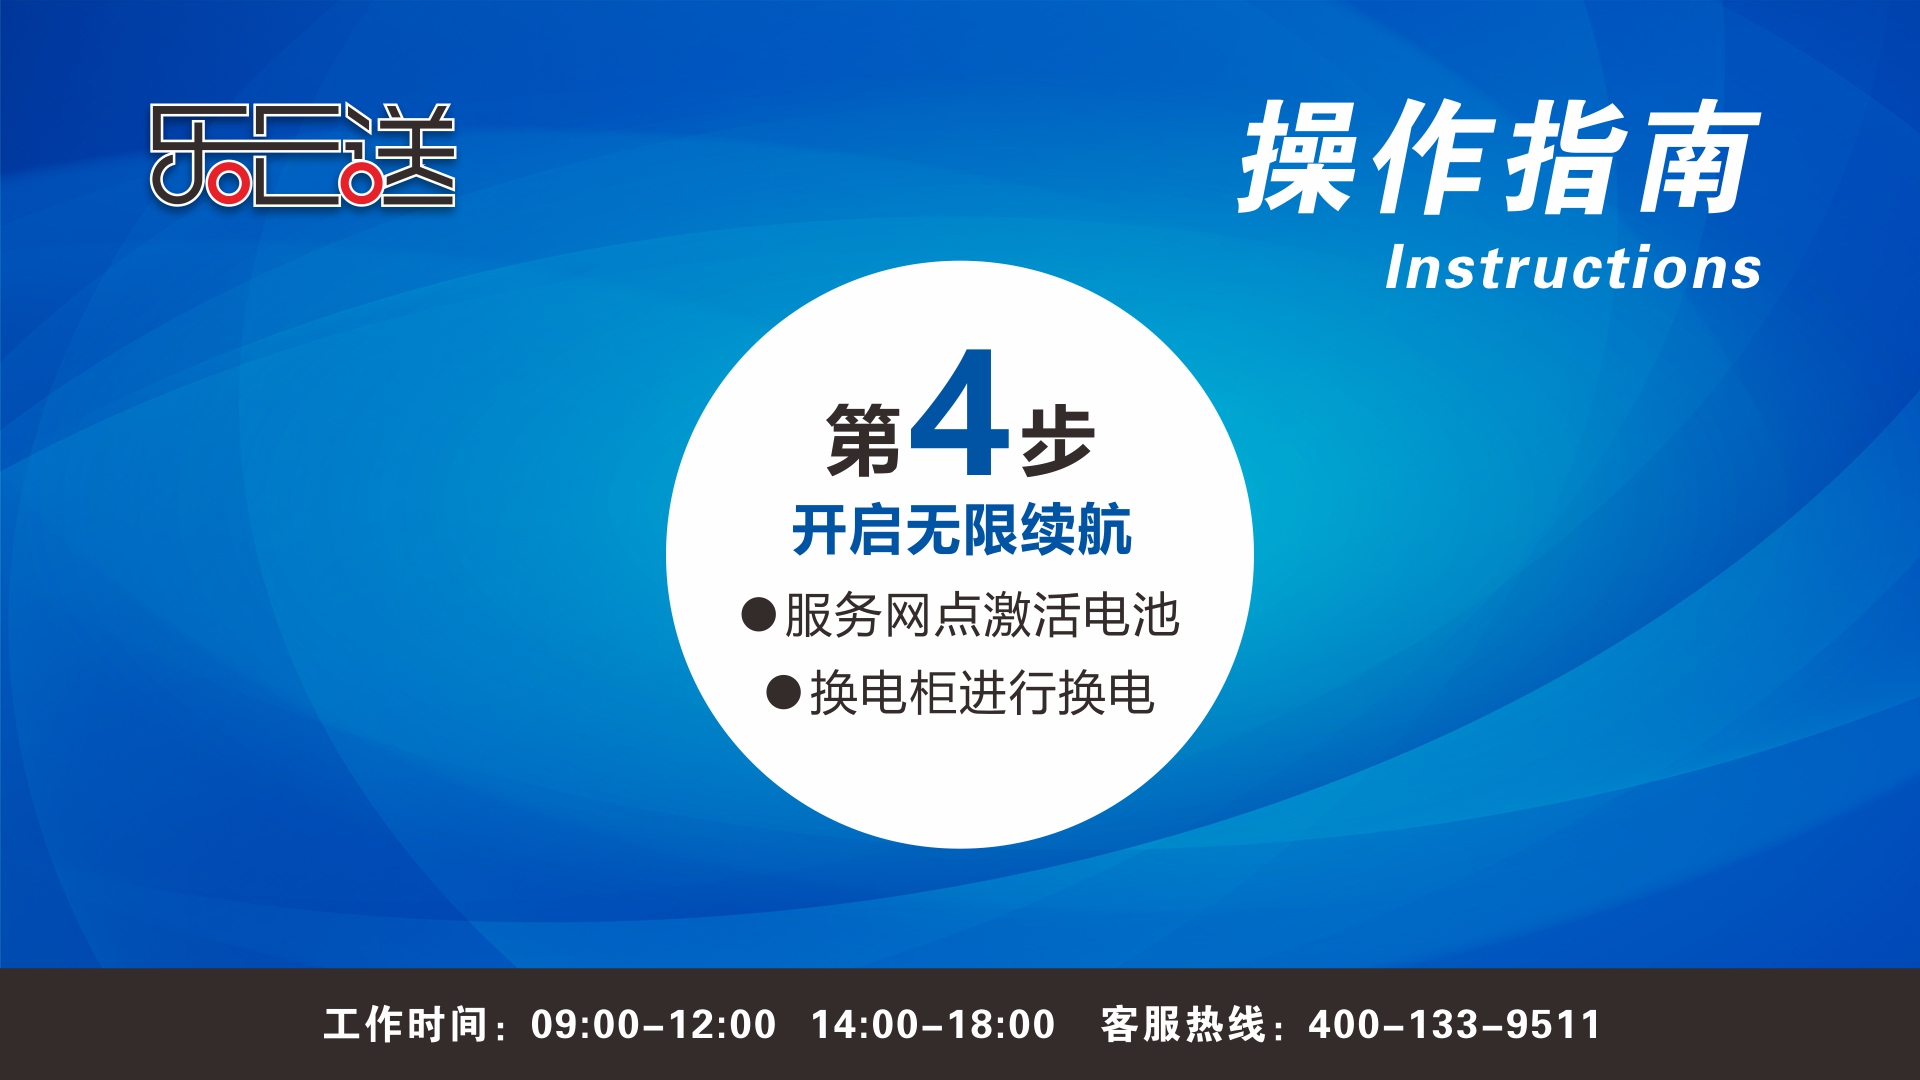 乐已送
操作指南
Instructions
第4步
开启无限续航
●服务网点激活电池
●换电柜进行换电
工作时间：09:00-12:00 14:00-18:00 客服热线：400-133-9511